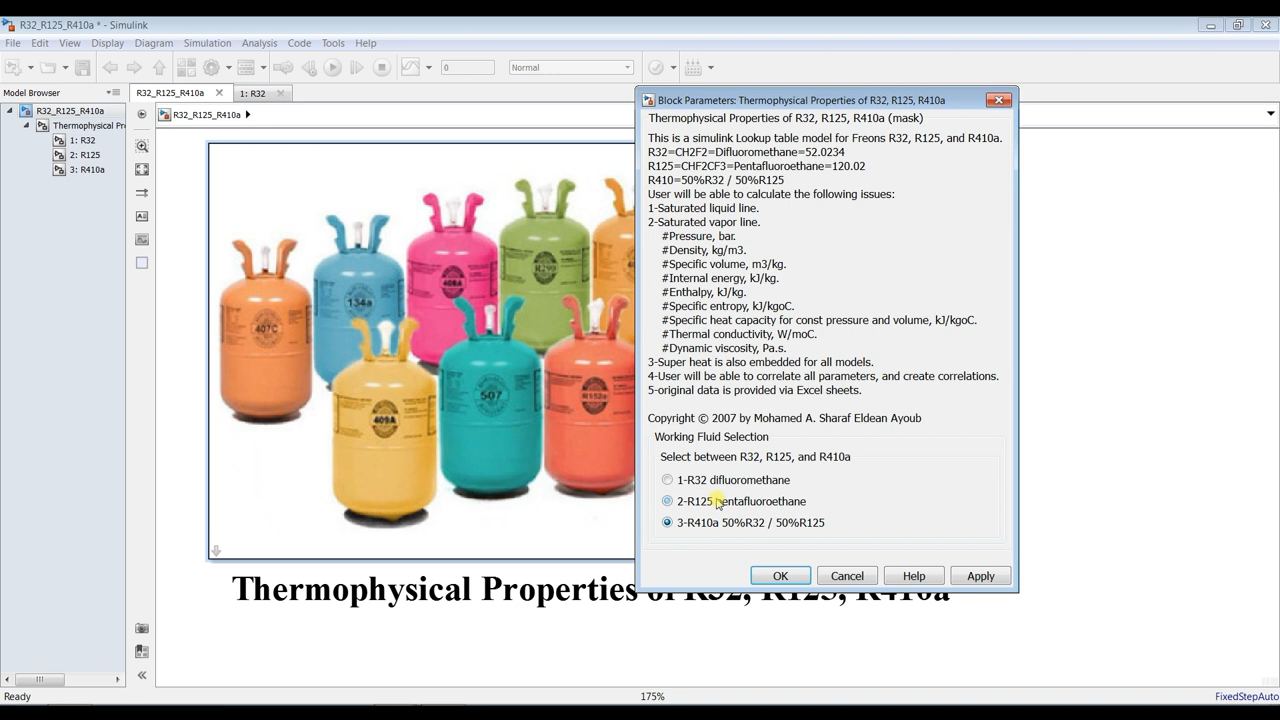 R32_R125_R410a * - Simulink
File Edit View Display Diagram Simulation Analysis Code Tools Help
0
Normal
Model Browser
R32_R125_R410a
1: R32
R32_R125_R410a
R32_R125_R410a
Thermophysical Pr
1: R32
2: R125
3: R410a
407C
134a
408A
R290
409A
507
R152a
Thermophysical Properties of R32, R125, R410a
Block Parameters: Thermophysical Properties of R32, R125, R410a
Thermophysical Properties of R32, R125, R410a (mask)
This is a simulink Lookup table model for Freons R32, R125, and R410a.
R32=CH2F2=Difluoromethane=52.0234
R125=CHF2CF3=Pentafluoroethane=120.02
R410=50%R32 / 50%R125
User will be able to calculate the following issues:
1-Saturated liquid line.
2-Saturated vapor line.
#Pressure, bar.
#Density, kg/m3.
#Specific volume, m3/kg.
#Internal energy, kJ/kg.
#Enthalpy, kJ/kg.
#Specific entropy, kJ/kgoC.
#Specific heat capacity for const pressure and volume, kJ/kgoC.
#Thermal conductivity, W/moC.
#Dynamic viscosity, Pa.s.
3-Super heat is also embedded for all models.
4-User will be able to correlate all parameters, and create correlations.
5-original data is provided via Excel sheets.
Copyright © 2007 by Mohamed A. Sharaf Eldean Ayoub
Working Fluid Selection
Select between R32, R125, and R410a
1-R32 difluoromethane
2-R125 pentafluoroethane
3-R410a 50%R32 / 50%R125
OK Cancel Help Apply
Ready
175%
FixedStepAuto